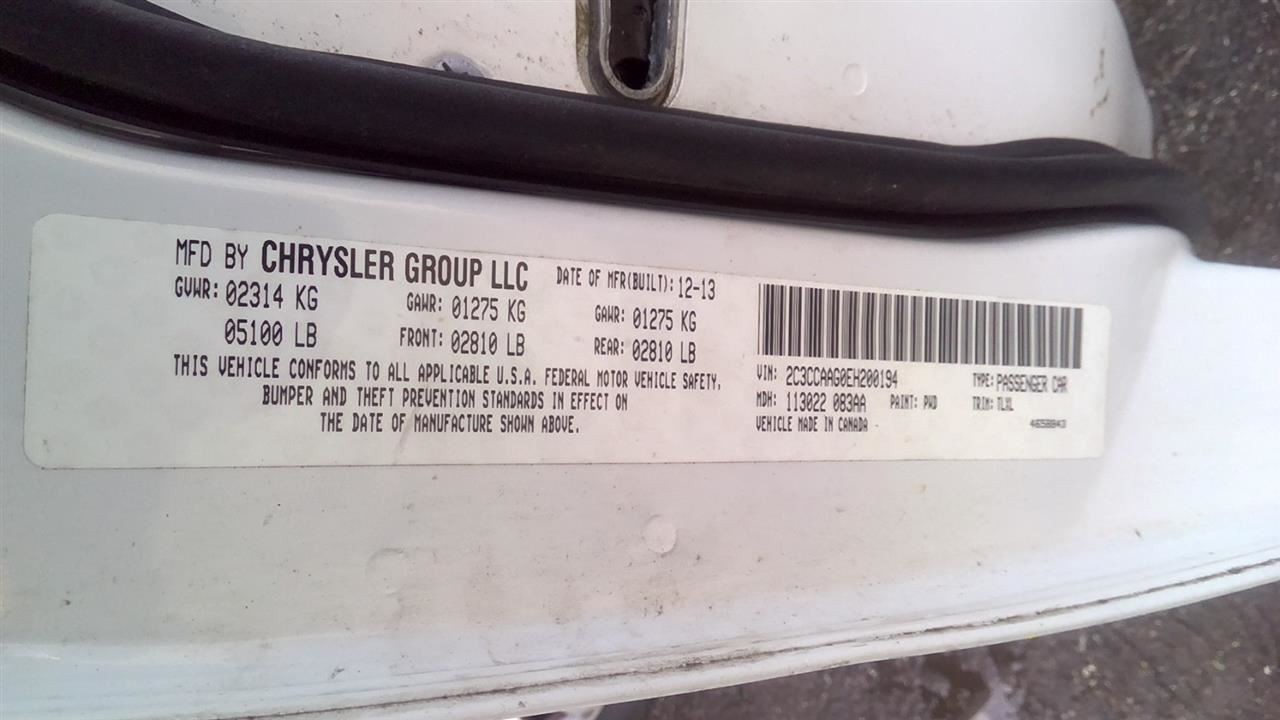 MFD BY CHRYSLER GROUP LLC DATE OF MFR(BUILT): 12-13
GVWR: 02314 KG GAWR: 01275 KG GAWR: 01275 KG
05100 LB FRONT: 02810 LB REAR: 02810 LB
THIS VEHICLE CONFORMS TO ALL APPLICABLE U.S.A. FEDERAL MOTOR VEHICLE SAFETY,
BUMPER AND THEFT PREVENTION STANDARDS IN EFFECT ON
THE DATE OF MANUFACTURE SHOWN ABOVE.
VIN: 2C3CCAAG0EH200194 TYPE: PASSENGER CAR
MDH: 113022 083AA PAINT: PWD TRIM: TLXL
VEHICLE MADE IN CANADA